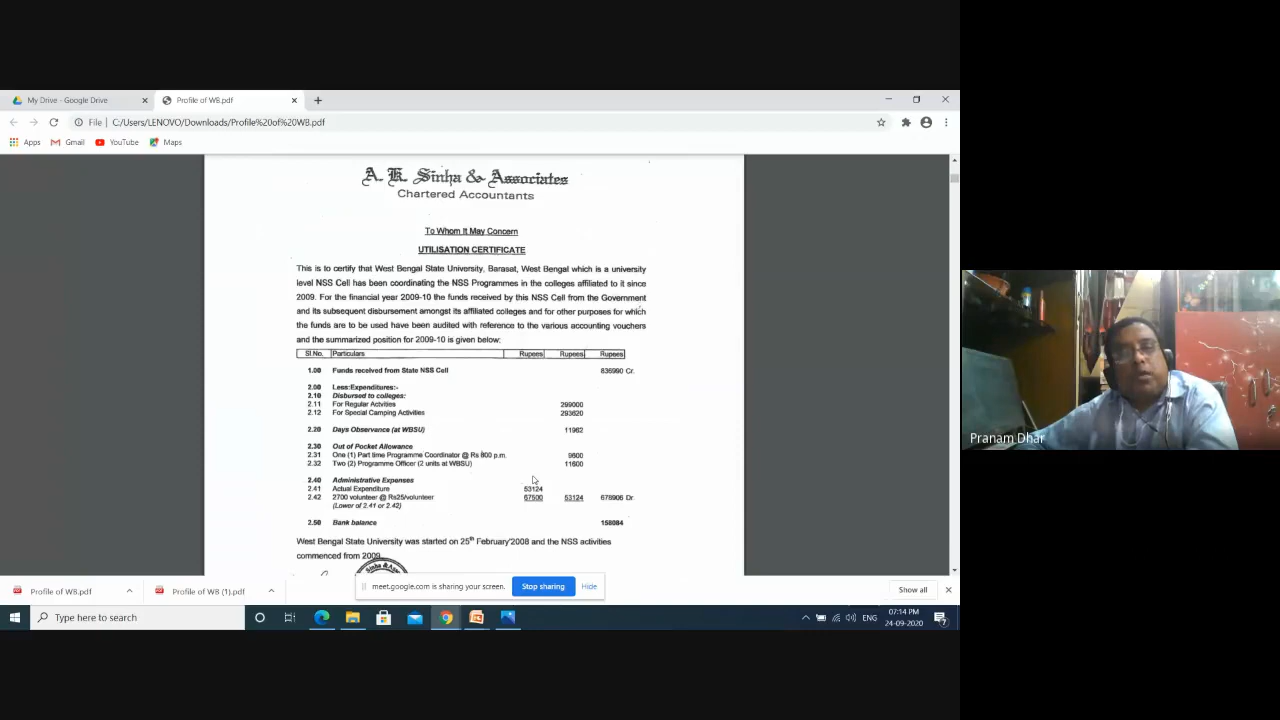 My Drive - Google Drive
Profile of WB.pdf
File C:/Users/LENOVO/Downloads/Profile%20of%20WB.pdf
Apps Gmail YouTube Maps
A. K. Sinha & Associates
Chartered Accountants
To Whom It May Concern
UTILISATION CERTIFICATE
This is to certify that West Bengal State University, Barasat, West Bengal which is a university
level NSS Cell has been coordinating the NSS Programmes in the colleges affiliated to it since
2009. For the financial year 2009-10 the funds received by this NSS Cell from the Government
and its subsequent disbursement amongst its affiliated colleges and for other purposes for which
the funds are to be used have been audited with reference to the various accounting vouchers
and the summarized position for 2009-10 is given below:
Sl.No. Particulars Rupees Rupees Rupees
1.00 Funds received from State NSS Cell 836990 Cr.
2.00 Less:Expenditures:-
2.10 Disbursed to colleges:
2.11 For Regular Actvities 299000
2.12 For Special Camping Activities 293620
2.20 Days Observance (at WBSU) 11962
2.30 Out of Pocket Allowance
2.31 One (1) Part time Programme Coordinator @ Rs 800 p.m. 9600
2.32 Two (2) Programme Officer (2 units at WBSU) 11600
2.40 Administrative Expenses
2.41 Actual Expenditure 53124
2.42 2700 volunteer @ Rs25/volunteer 67500 53124 678906 Dr.
(Lower of 2.41 or 2.42)
2.50 Bank balance 158084
West Bengal State University was started on 25th February'2008 and the NSS activities
commenced from 2009.
Sinha & Ass
meet.google.com is sharing your screen. Stop sharing Hide
Profile of WB.pdf
Profile of WB (1).pdf
Show all
Type here to search
ENG
07:14 PM
24-09-2020
7
Pranam Dhar